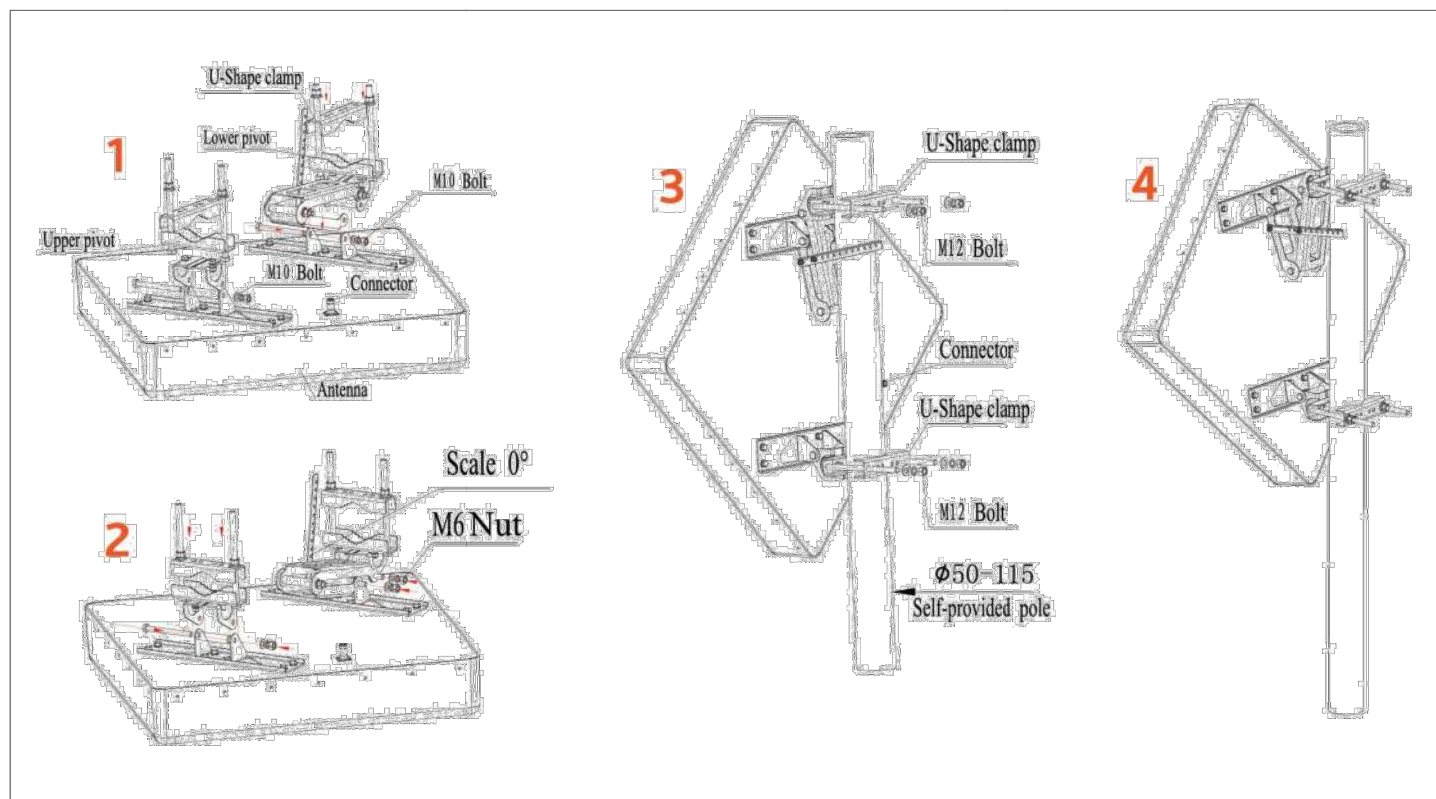 1
U-Shape clamp
Lower pivot
M10 Bolt
Upper pivot
M10 Bolt
Connector
Antenna
2
Scale 0°
M6 Nut
3
U-Shape clamp
M12 Bolt
Connector
U-Shape clamp
M12 Bolt
ϕ50-115
Self-provided pole
4